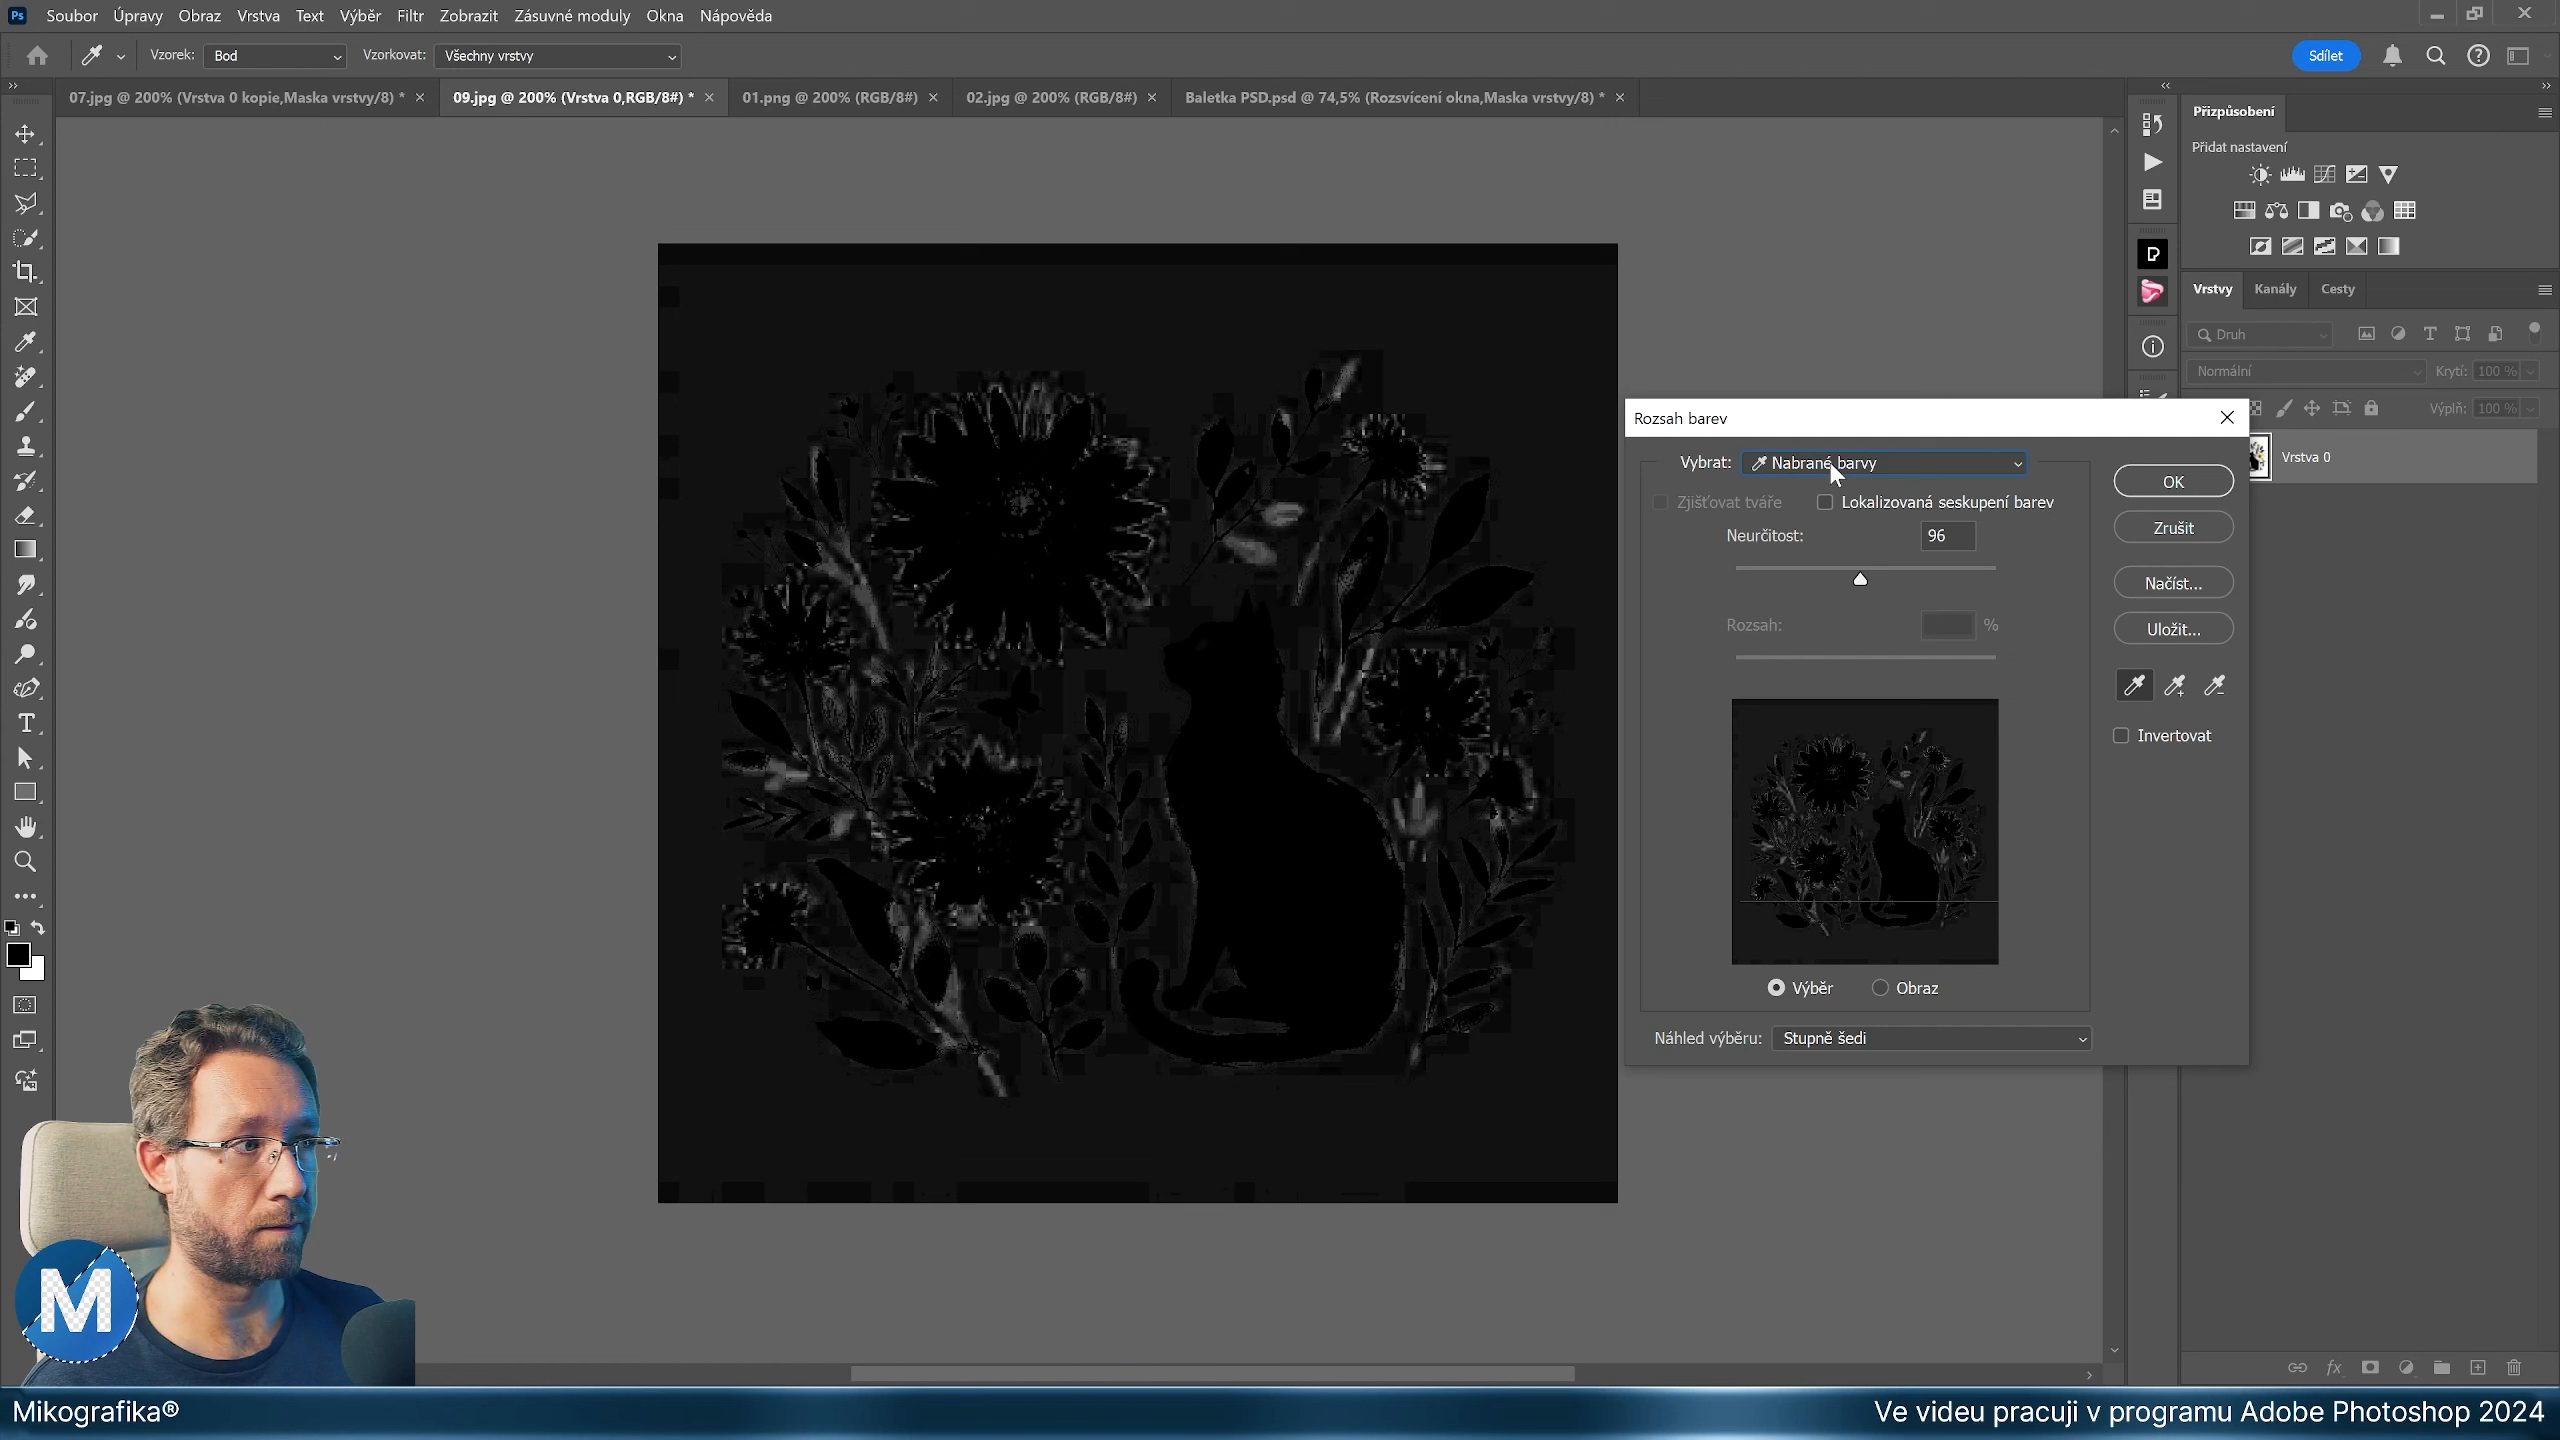 Ps Soubor Úpravy Obraz Vrstva Text Výběr Filtr Zobrazit Zásuvné moduly Okna Nápověda
Vzorek: Bod Vzorkovat: Všechny vrstvy Sdílet
07.jpg @ 200% (Vrstva 0 kopie,Maska vrstvy/8) * 09.jpg @ 200% (Vrstva 0,RGB/8#) * 01.png @ 200% (RGB/8#) 02.jpg @ 200% (RGB/8#) Baletka PSD.psd @ 74,5% (Rozsvícení okna,Maska vrstvy/8) *
Přizpůsobení
Přidat nastavení
Vrstvy Kanály Cesty
Druh
Normální Krytí: 100 %
Výplň: 100 %
Vrstva 0
Rozsah barev
Vybrat: Nabrané barvy
Zjišťovat tváře Lokalizovaná seskupení barev
Neurčitost: 96
Rozsah: %
OK
Zrušit
Načíst...
Uložit...
Invertovat
Výběr Obraz
Náhled výběru: Stupně šedi
M
Mikografika®
Ve videu pracuji v programu Adobe Photoshop 2024